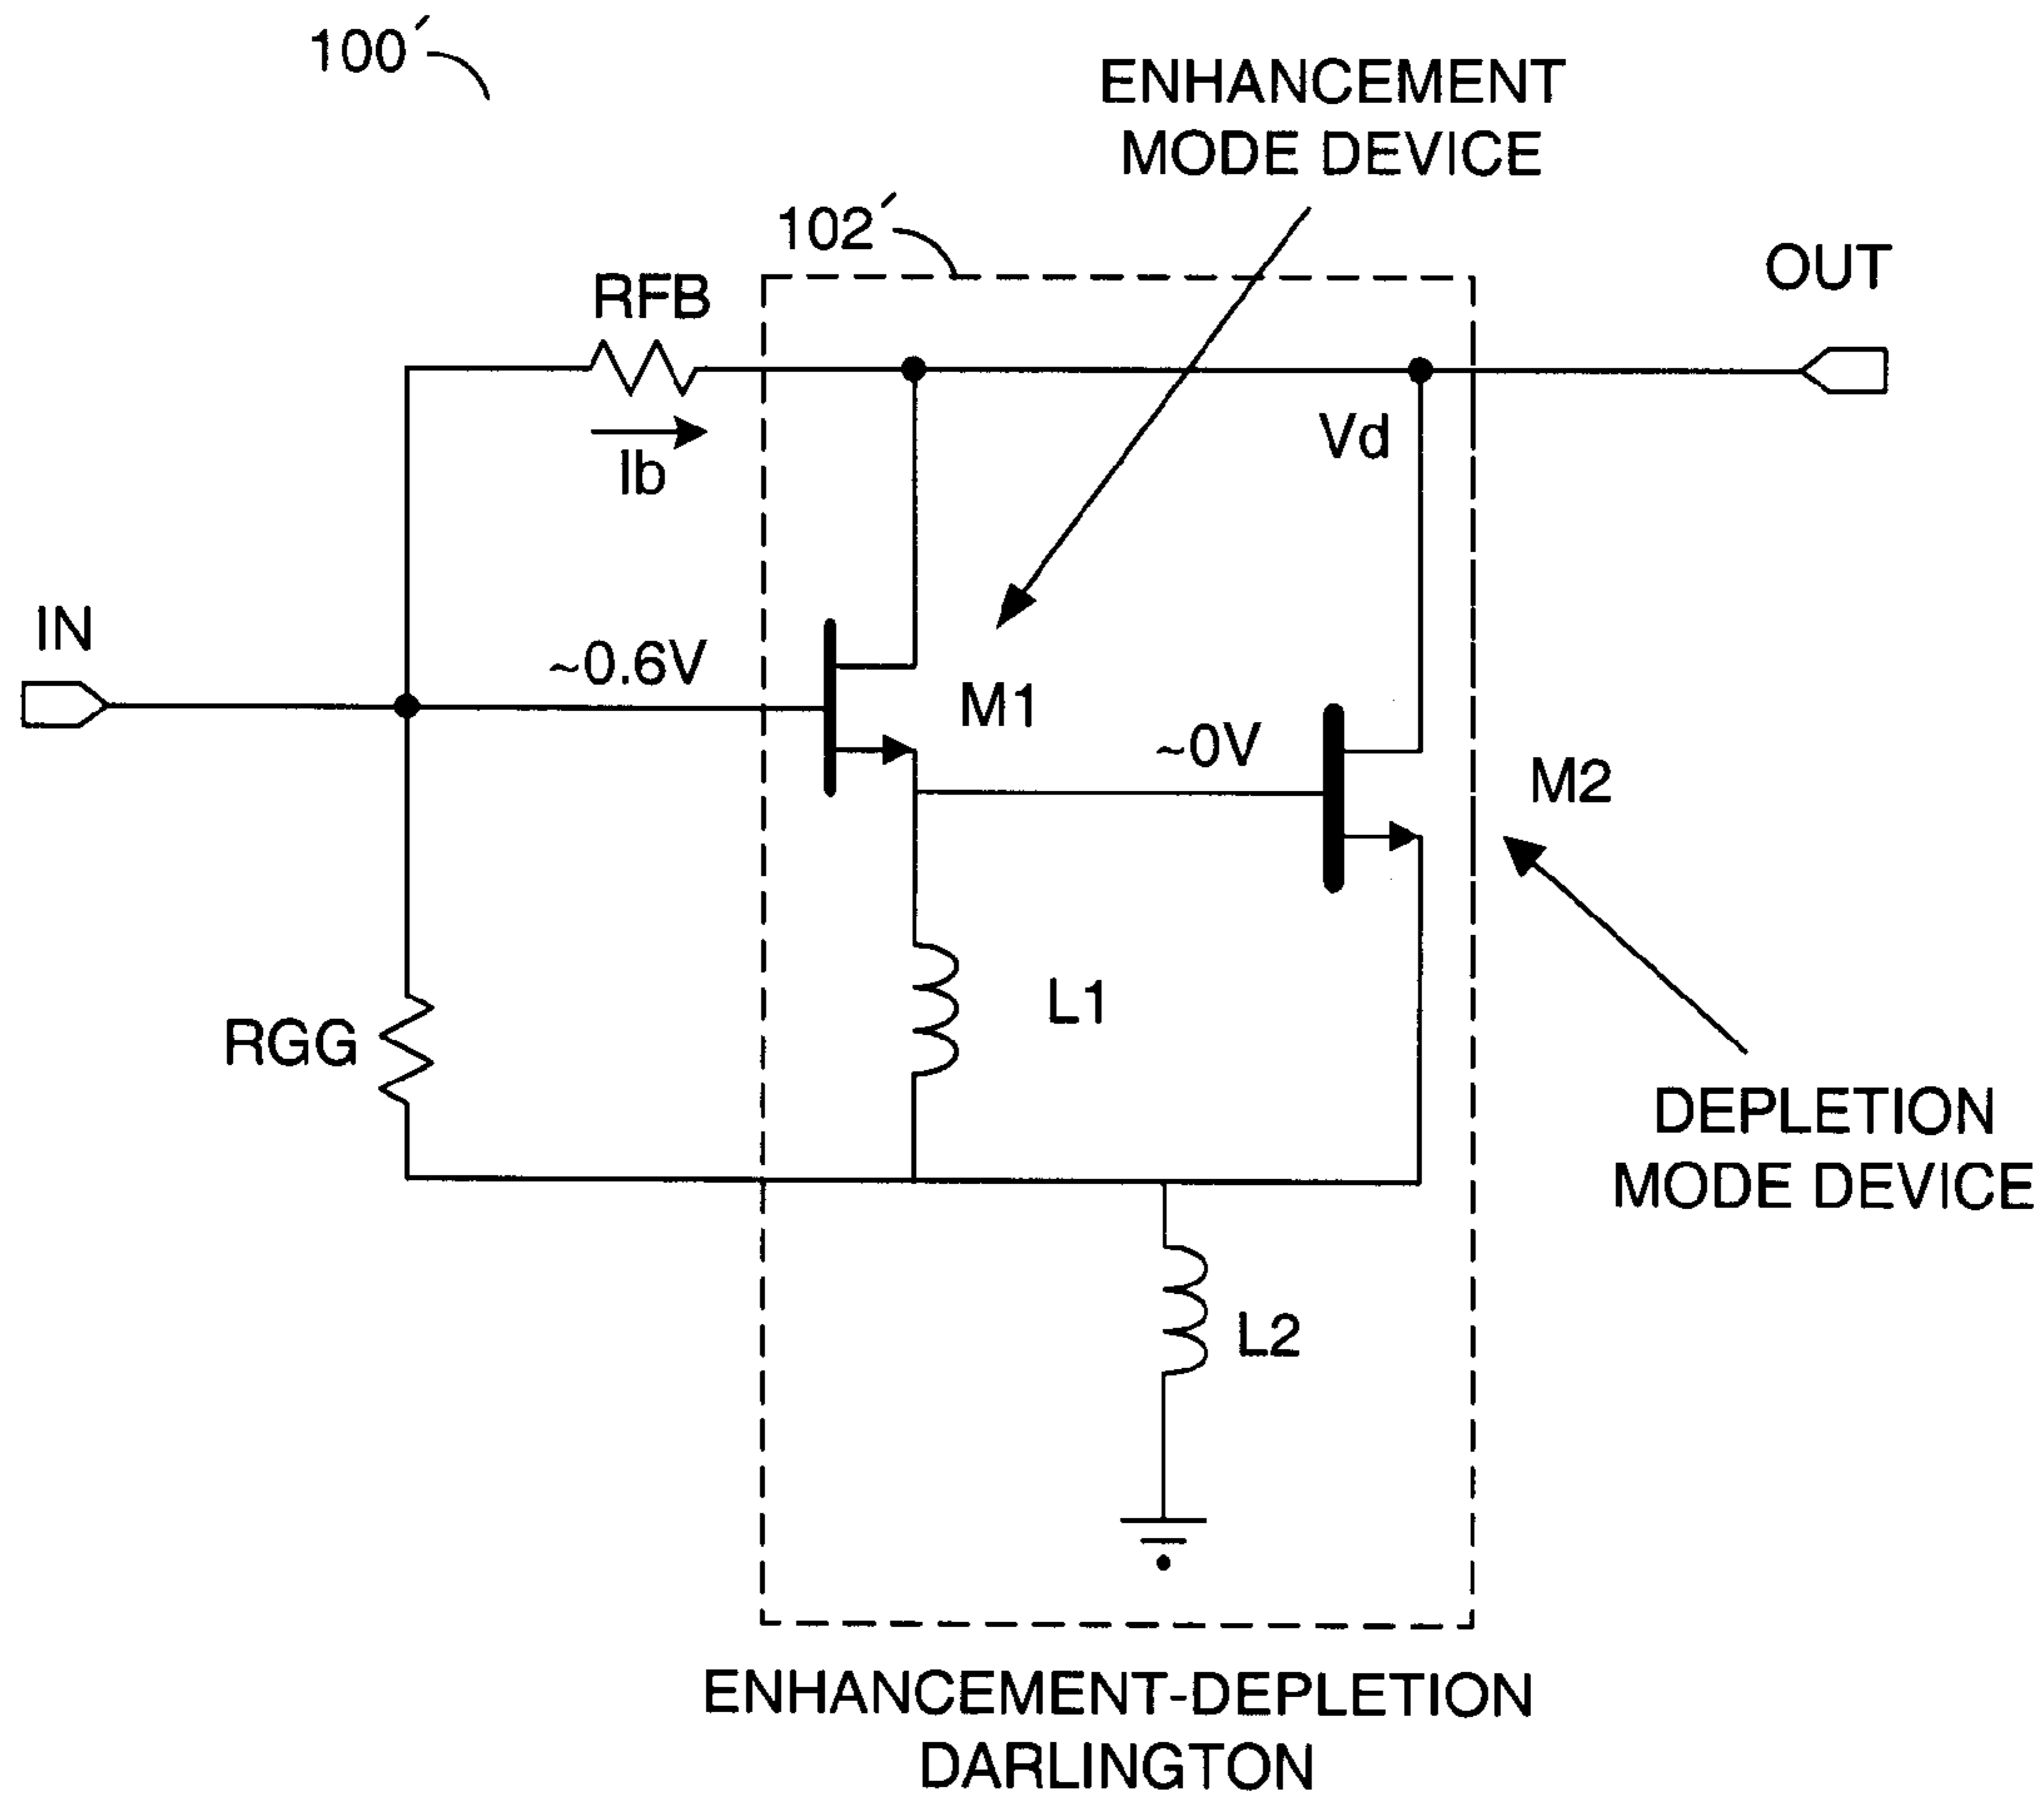 100′
ENHANCEMENT
MODE DEVICE
102′
OUT
RFB
Vd
Ib
IN
~0.6V
M1
~0V
M2
L1
RGG
DEPLETION
MODE DEVICE
L2
ENHANCEMENT-DEPLETION
DARLINGTON